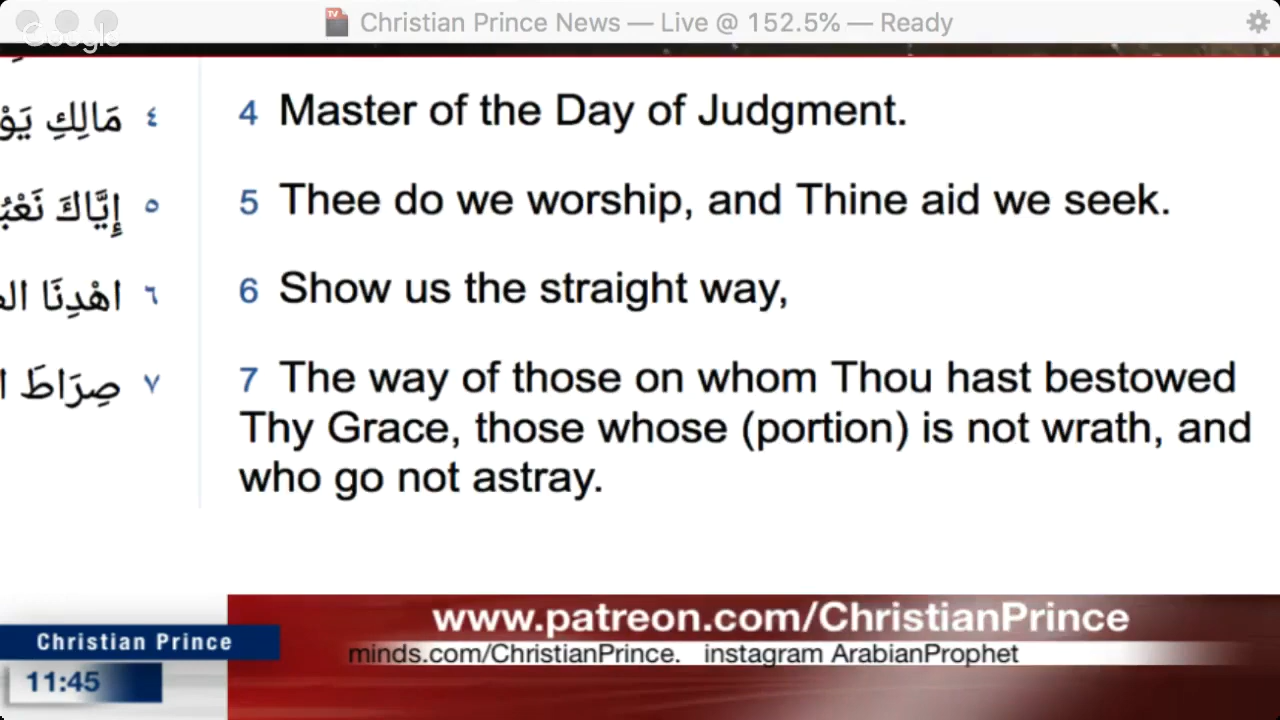 Christian Prince News — Live @ 152.5% — Ready
Google
٤ مَالِكِ
4 Master of the Day of Judgment.
٥ إِيَّاكَ
5 Thee do we worship, and Thine aid we seek.
٦ اهْدِنَا
6 Show us the straight way,
٧ صِرَاطَ
7 The way of those on whom Thou hast bestowed
Thy Grace, those whose (portion) is not wrath, and
who go not astray.
www.patreon.com/ChristianPrince
Christian Prince
minds.com/ChristianPrince. instagram ArabianProphet
11:45